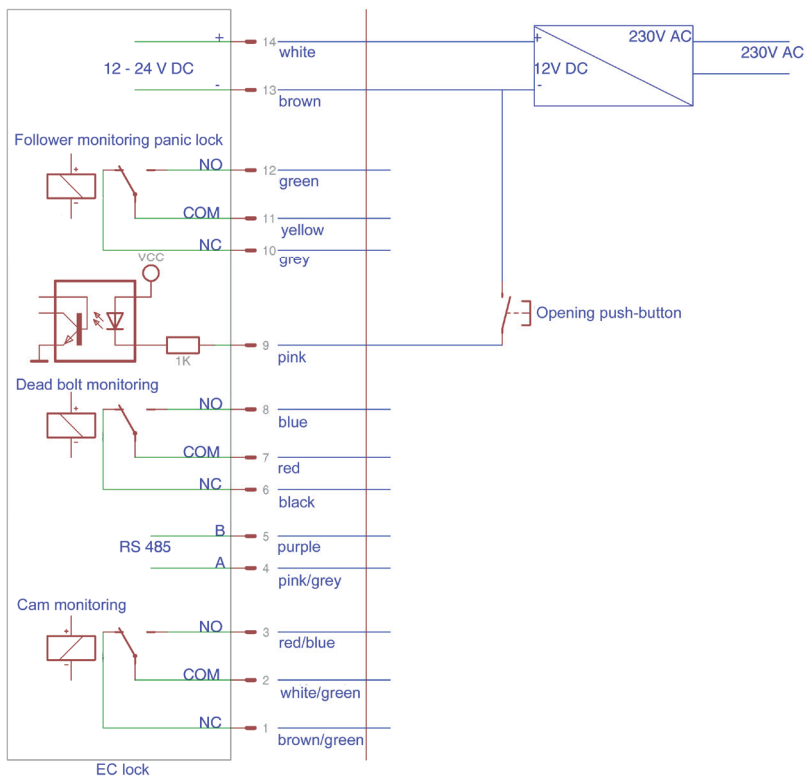 + 14 + 230V AC
white
12 - 24 V DC 12V DC 230V AC
- 13 -
brown
Follower monitoring panic lock
NO 12
+ green
COM 11
- yellow
NC 10
grey
VCC
Opening push-button
9
1K pink
Dead bolt monitoring
NO 8
+ blue
COM 7
- red
NC 6
black
B 5
RS 485 purple
A 4
pink/grey
Cam monitoring
NO 3
+ red/blue
COM 2
- white/green
NC 1
brown/green
EC lock